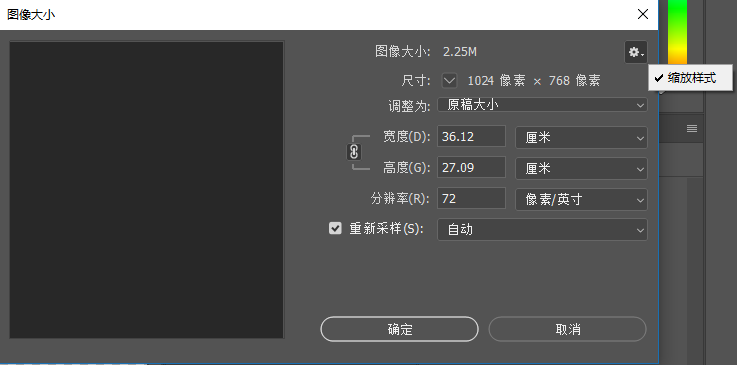 图像大小
图像大小: 2.25M
缩放样式
尺寸: 1024 像素 × 768 像素
调整为: 原稿大小
宽度(D): 36.12 厘米
高度(G): 27.09 厘米
分辨率(R): 72 像素/英寸
重新采样(S): 自动
确定 取消